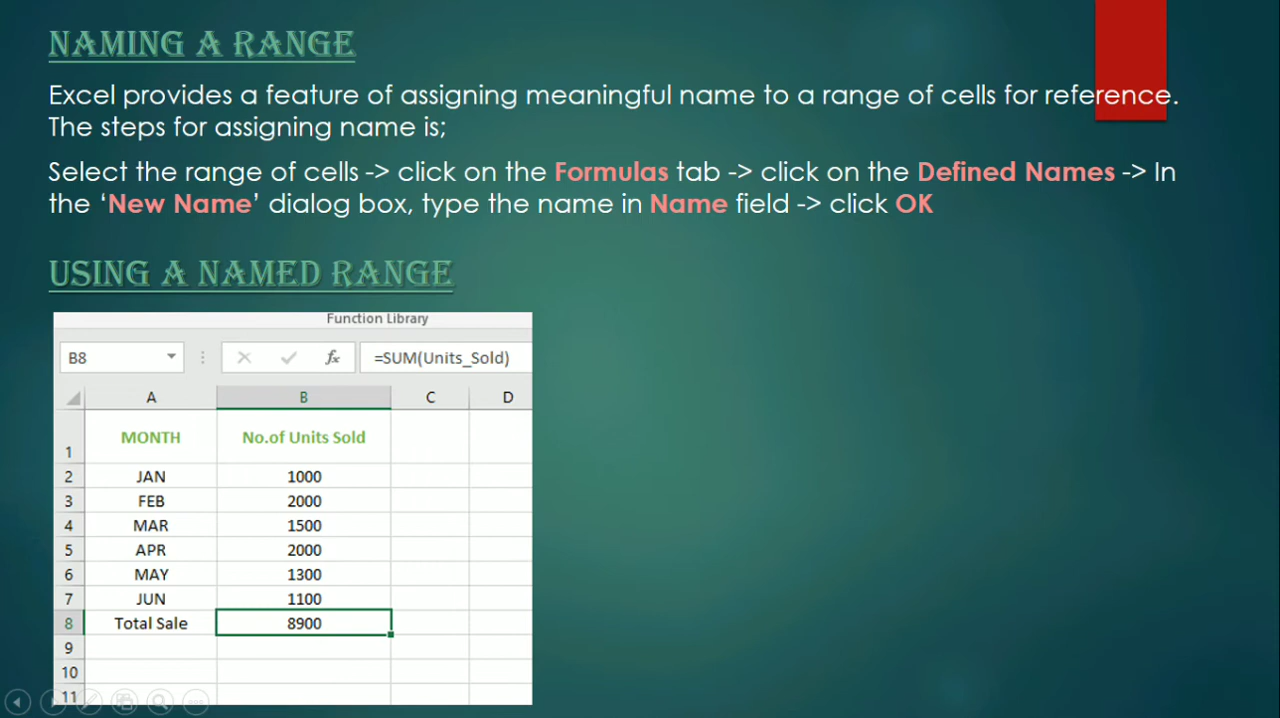 NAMING A RANGE
Excel provides a feature of assigning meaningful name to a range of cells for reference.
The steps for assigning name is;
Select the range of cells -> click on the Formulas tab -> click on the Defined Names -> In
the ‘New Name’ dialog box, type the name in Name field -> click OK
USING A NAMED RANGE
Function Library
B8 fx =SUM(Units_Sold)
A B C D
1 MONTH No.of Units Sold
2 JAN 1000
3 FEB 2000
4 MAR 1500
5 APR 2000
6 MAY 1300
7 JUN 1100
8 Total Sale 8900
9
10
11